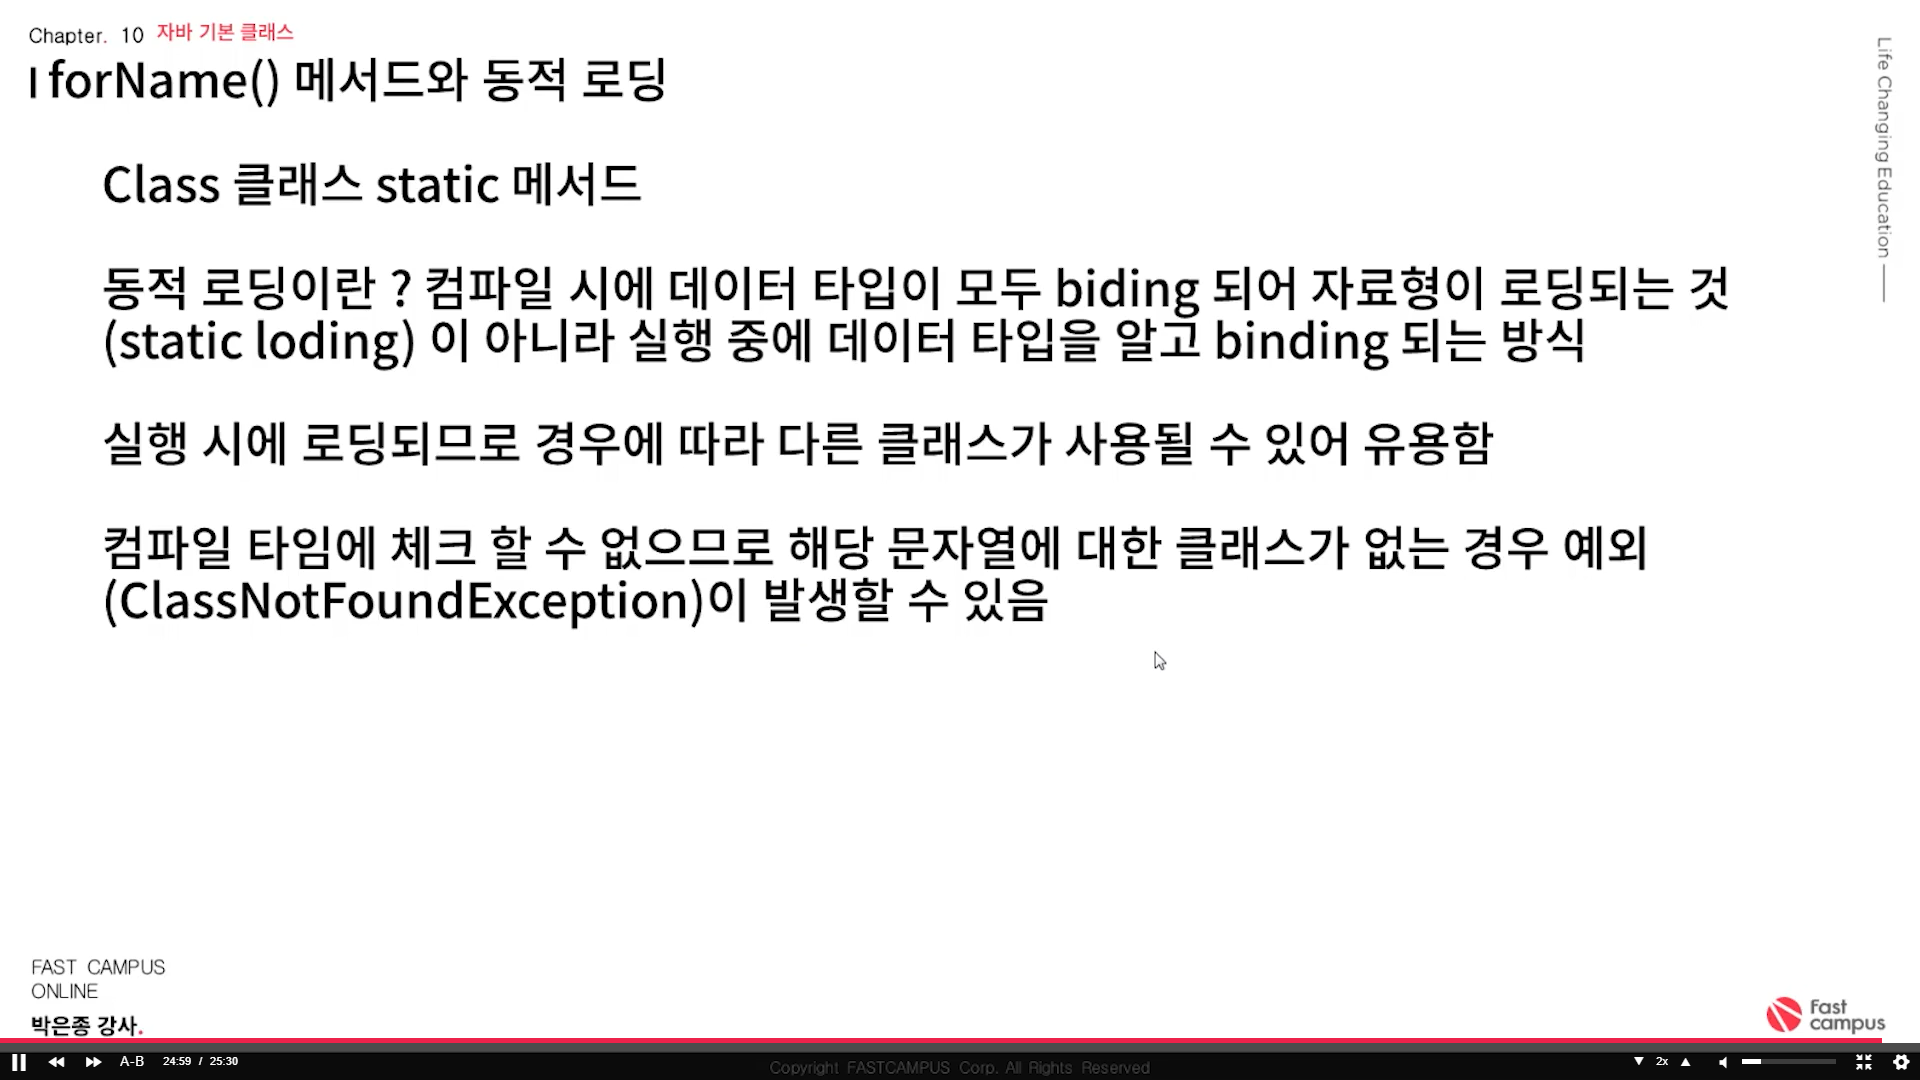 Chapter. 10 자바 기본 클래스
forName() 메서드와 동적 로딩
Class 클래스 static 메서드
동적 로딩이란 ? 컴파일 시에 데이터 타입이 모두 biding 되어 자료형이 로딩되는 것
(static loding) 이 아니라 실행 중에 데이터 타입을 알고 binding 되는 방식
실행 시에 로딩되므로 경우에 따라 다른 클래스가 사용될 수 있어 유용함
컴파일 타임에 체크 할 수 없으므로 해당 문자열에 대한 클래스가 없는 경우 예외
(ClassNotFoundException)이 발생할 수 있음
Life Changing Education
FAST CAMPUS
ONLINE
박은종 강사.
Fast
campus
A-B 24:59 / 25:30
Copyright FASTCAMPUS Corp. All Rights Reserved
2x